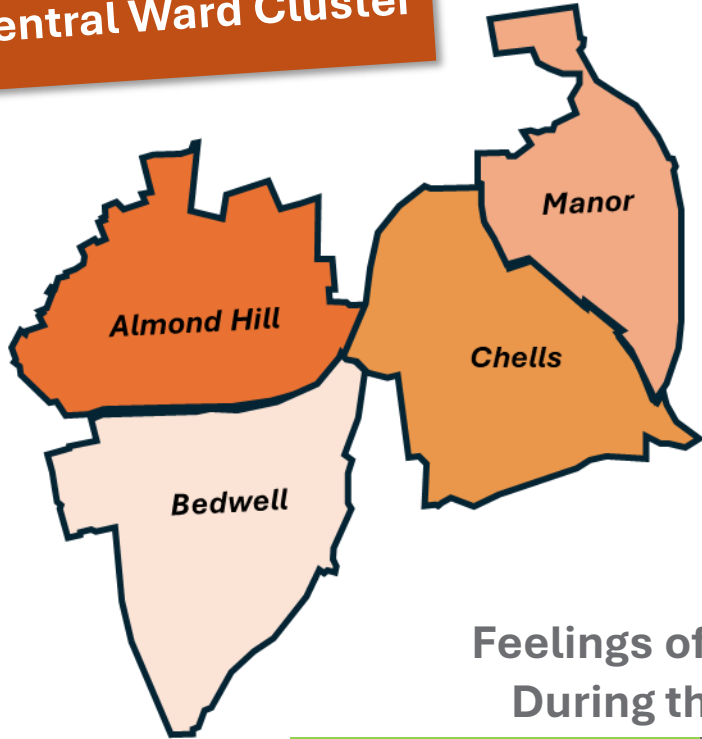 entral Ward Cluster
Manor
Almond Hill
Chells
Bedwell
Feelings of
During th